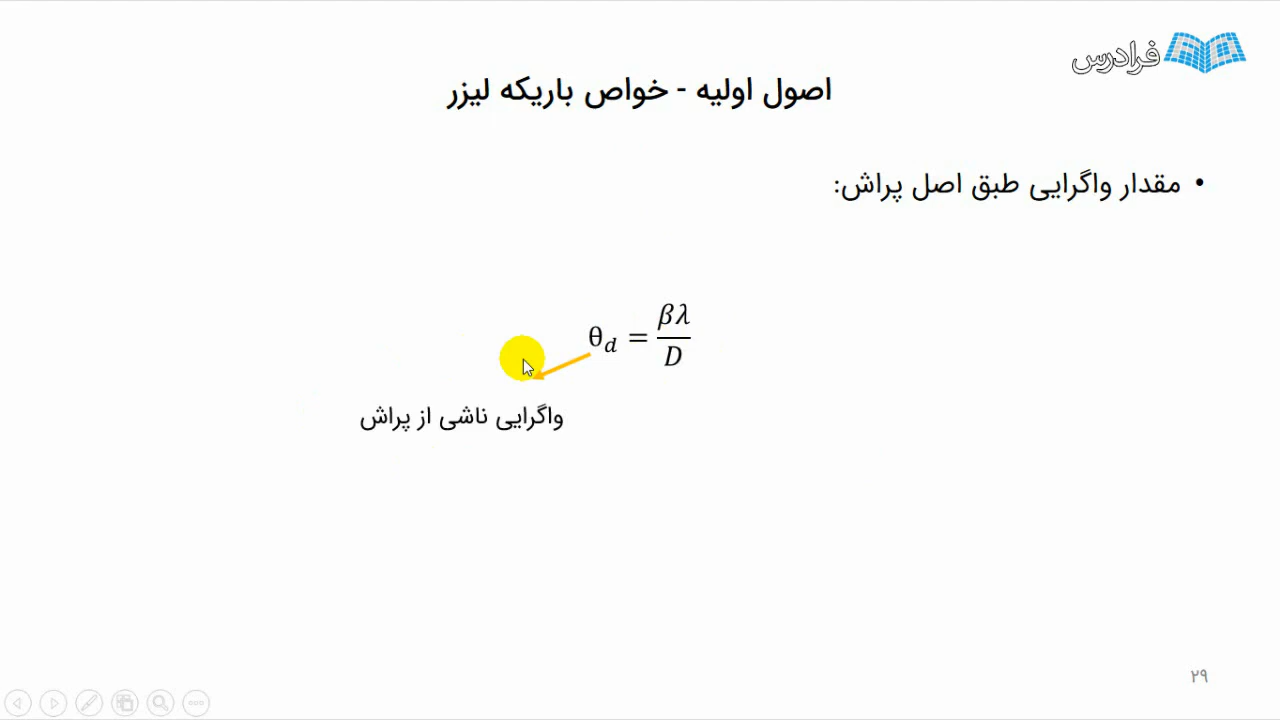 فرادرس
اصول اولیه - خواص باریکه لیزر
• مقدار واگرایی طبق اصل پراش:
θ_d = βλ / D
واگرایی ناشی از پراش
۲۹